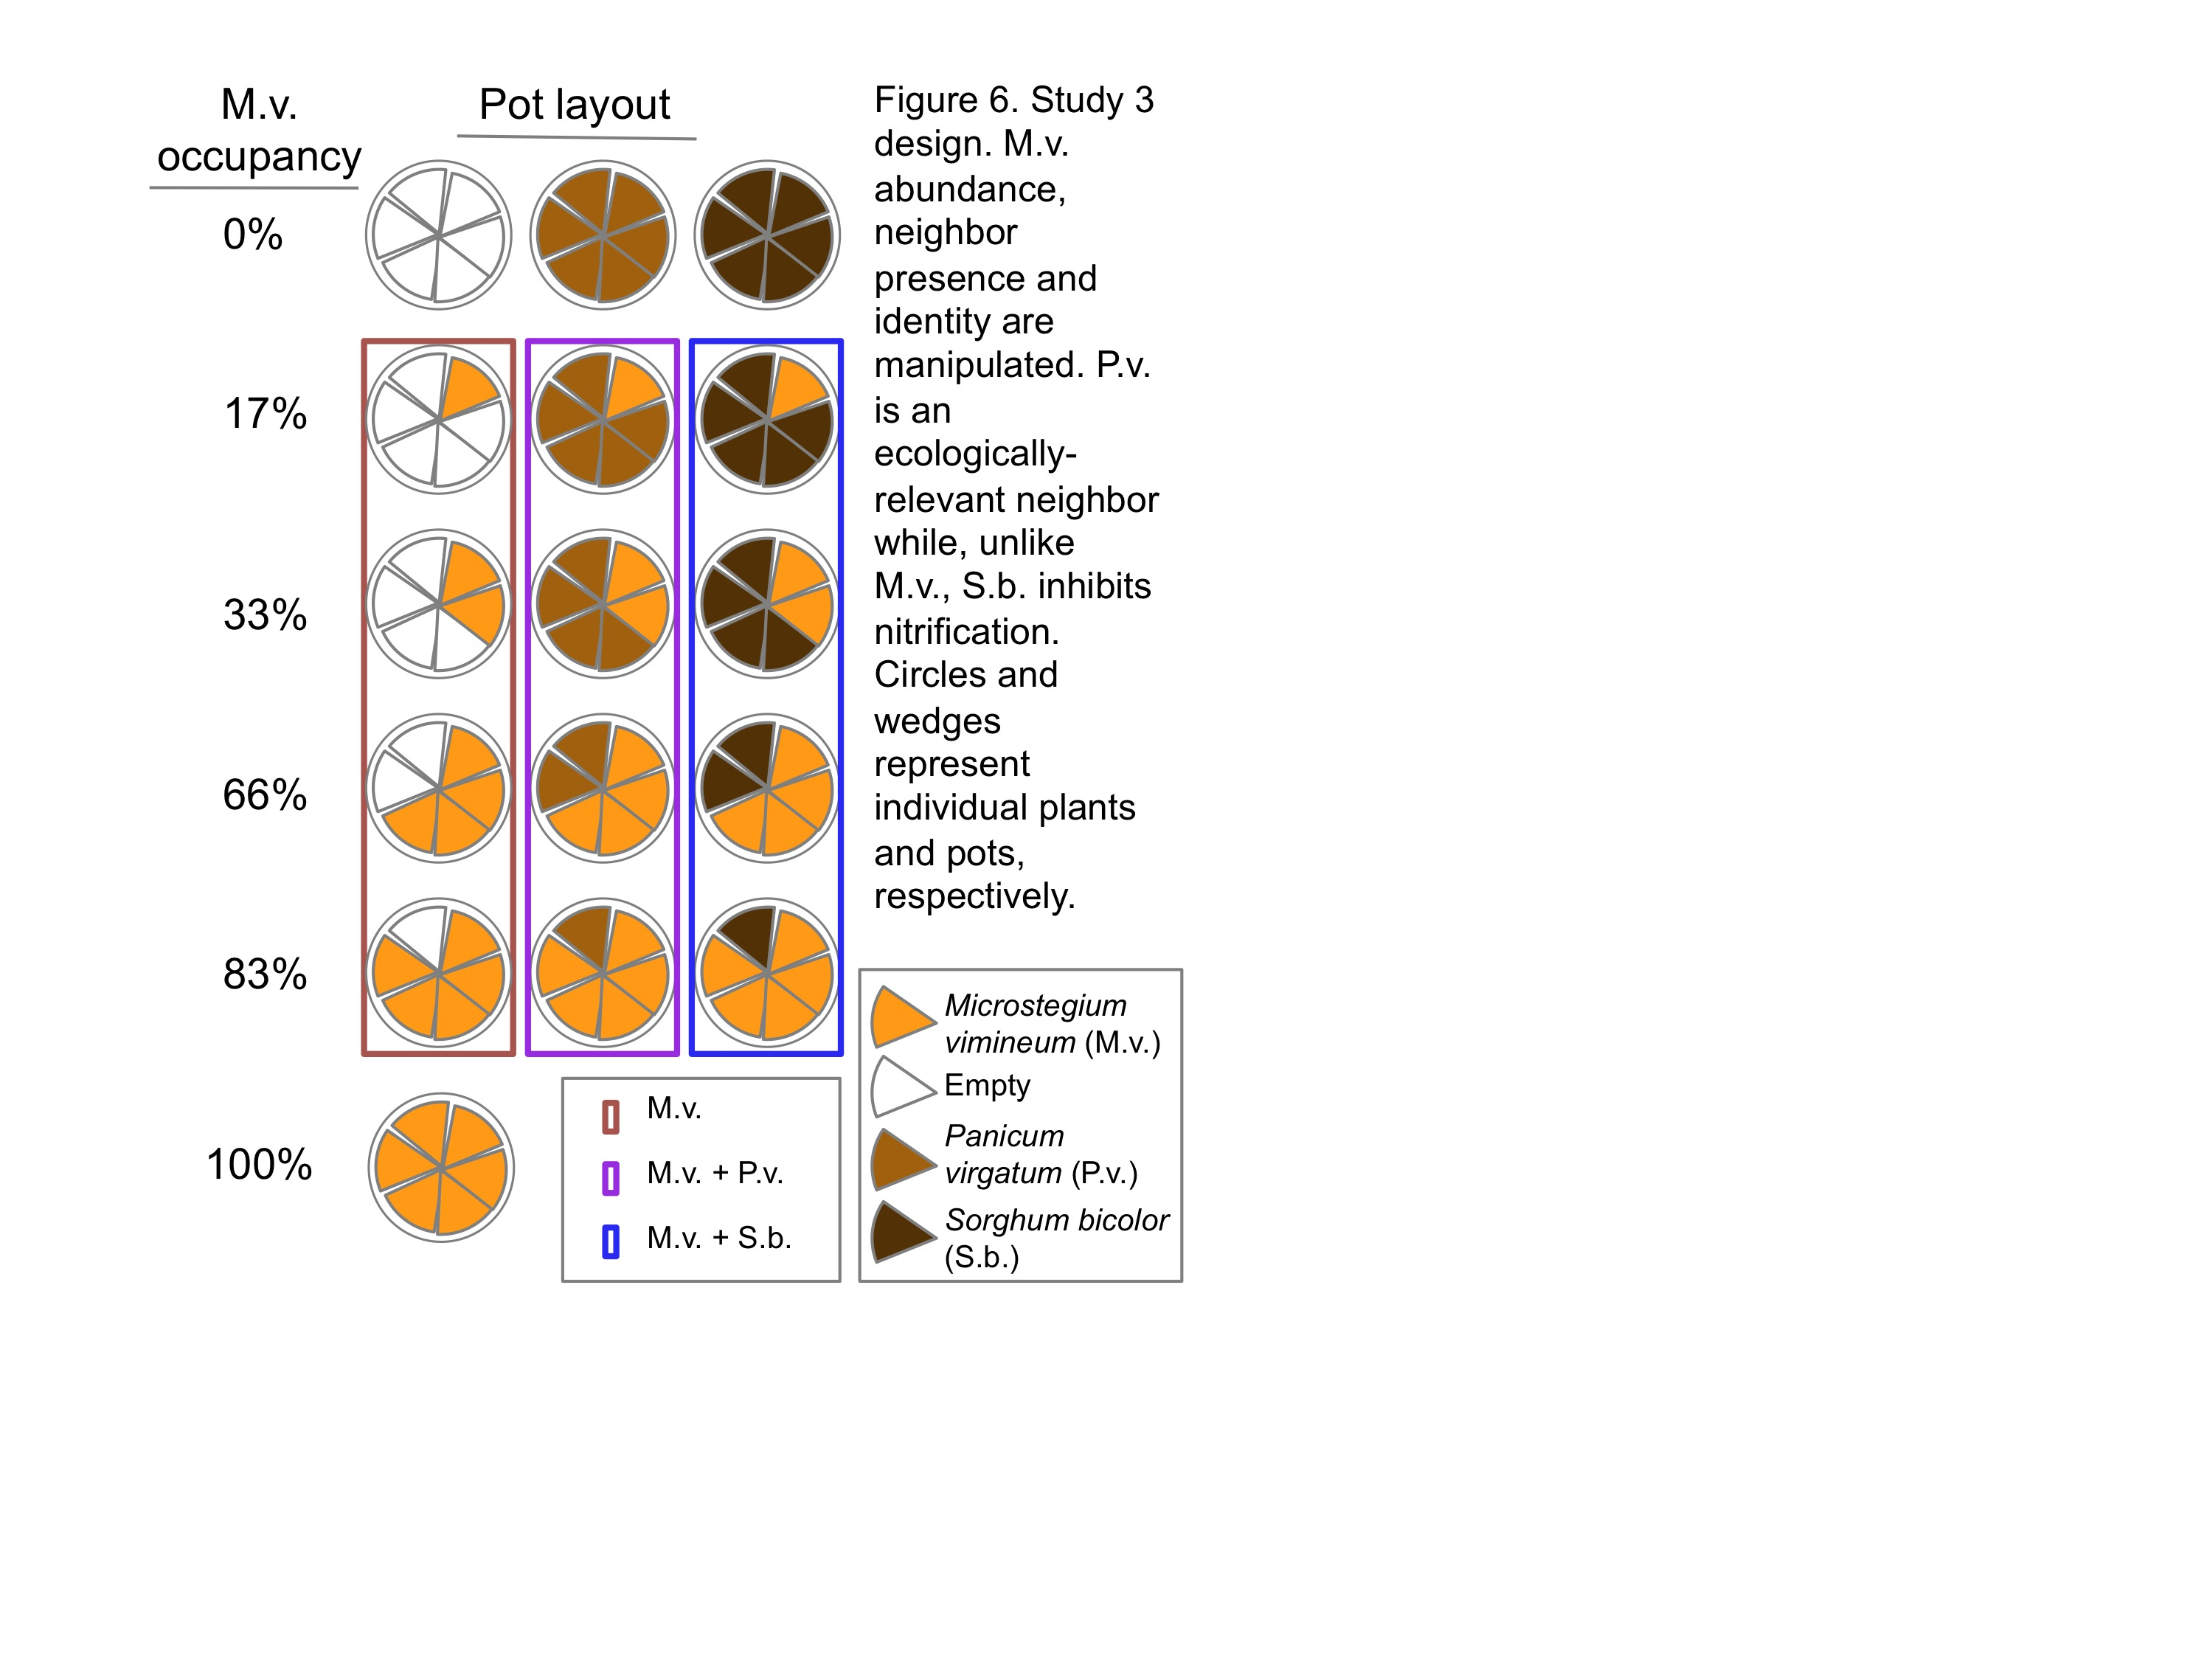 M.v.
occupancy
Pot layout
0%
17%
33%
66%
83%
100%
Figure 6. Study 3
design. M.v.
abundance,
neighbor
presence and
identity are
manipulated. P.v.
is an
ecologically-
relevant neighbor
while, unlike
M.v., S.b. inhibits
nitrification.
Circles and
wedges
represent
individual plants
and pots,
respectively.
M.v.
M.v. + P.v.
M.v. + S.b.
Microstegium
vimineum (M.v.)
Empty
Panicum
virgatum (P.v.)
Sorghum bicolor
(S.b.)